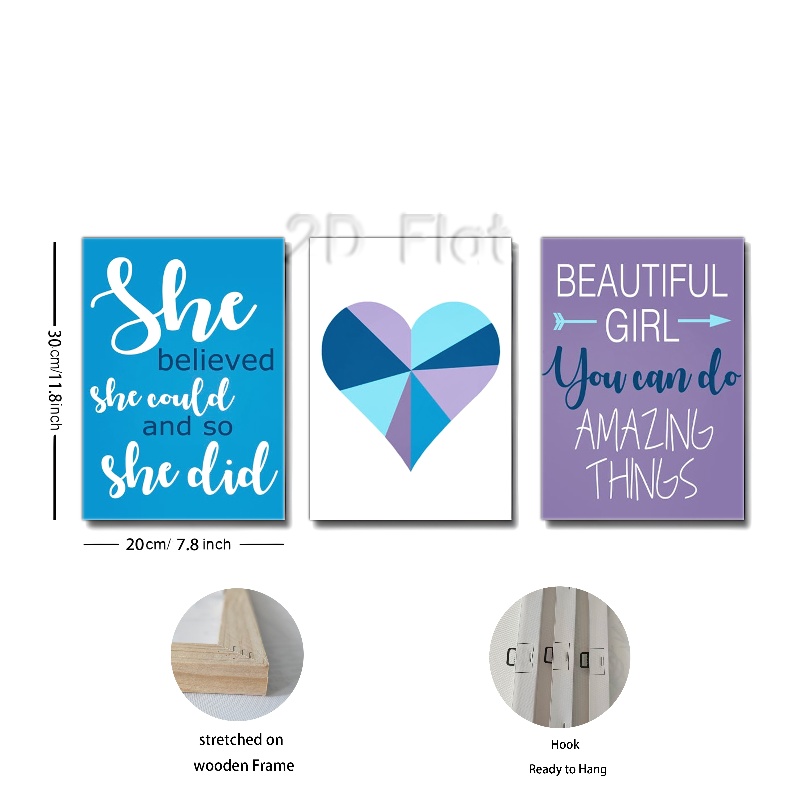 2D Flat
She
believed
she could
and so
she did
BEAUTIFUL
GIRL
You can do
AMAZING
THINGS
30cm/11.8inch
20cm/ 7.8 inch
stretched on
wooden Frame
Hook
Ready to Hang